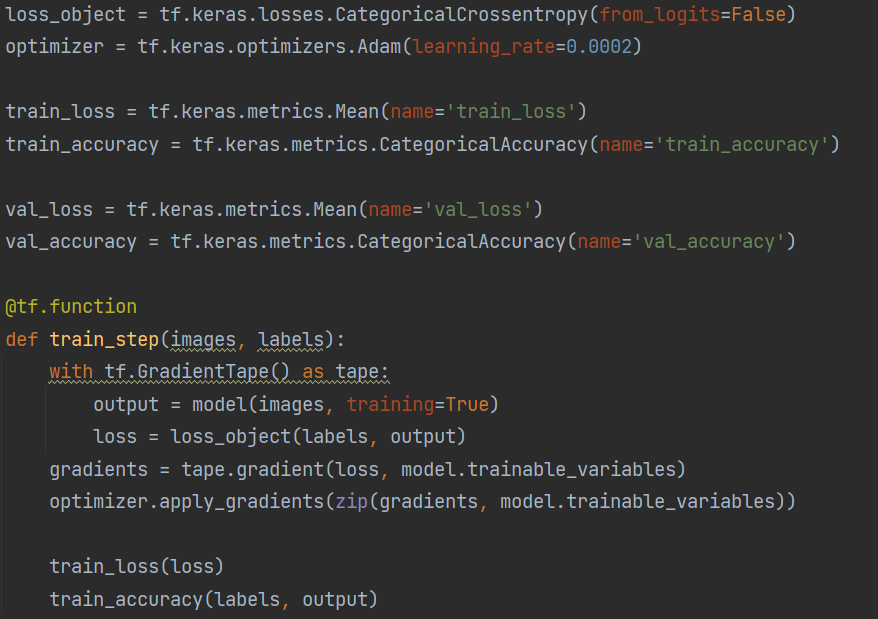 loss_object = tf.keras.losses.CategoricalCrossentropy(from_logits=False)
optimizer = tf.keras.optimizers.Adam(learning_rate=0.0002)
train_loss = tf.keras.metrics.Mean(name='train_loss')
train_accuracy = tf.keras.metrics.CategoricalAccuracy(name='train_accuracy')
val_loss = tf.keras.metrics.Mean(name='val_loss')
val_accuracy = tf.keras.metrics.CategoricalAccuracy(name='val_accuracy')
@tf.function
def train_step(images, labels):
    with tf.GradientTape() as tape:
        output = model(images, training=True)
        loss = loss_object(labels, output)
    gradients = tape.gradient(loss, model.trainable_variables)
    optimizer.apply_gradients(zip(gradients, model.trainable_variables))
    train_loss(loss)
    train_accuracy(labels, output)